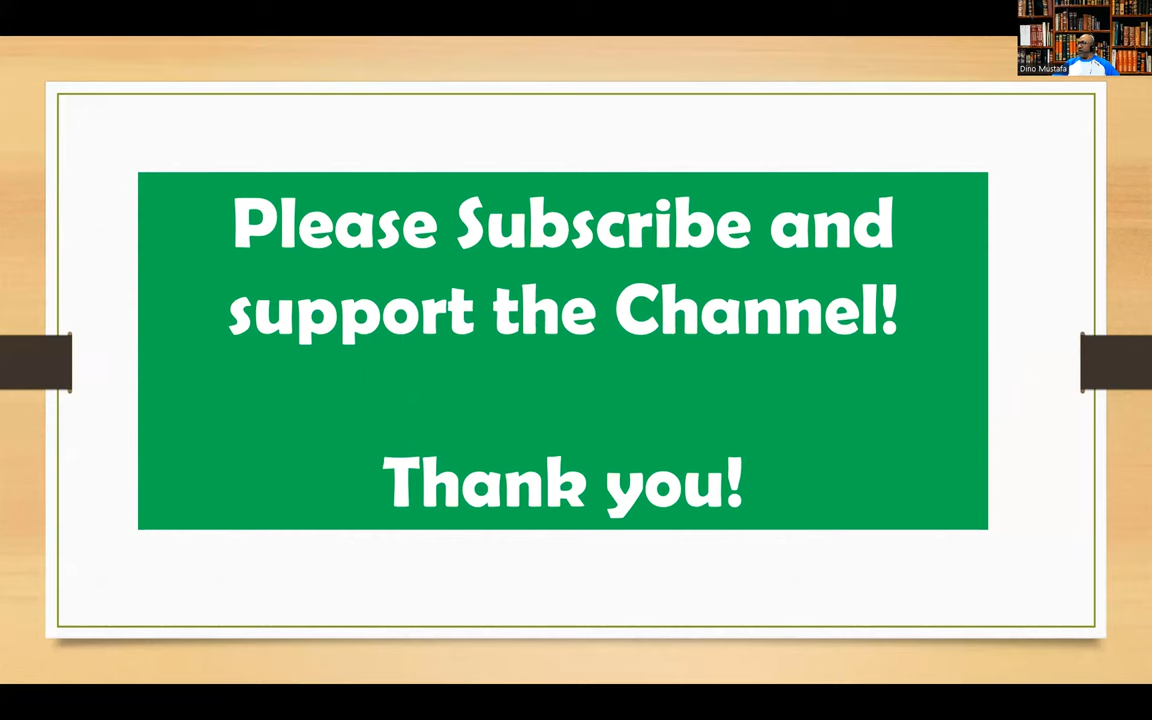 Dino Mustafa
Please Subscribe and
support the Channel!
Thank you!